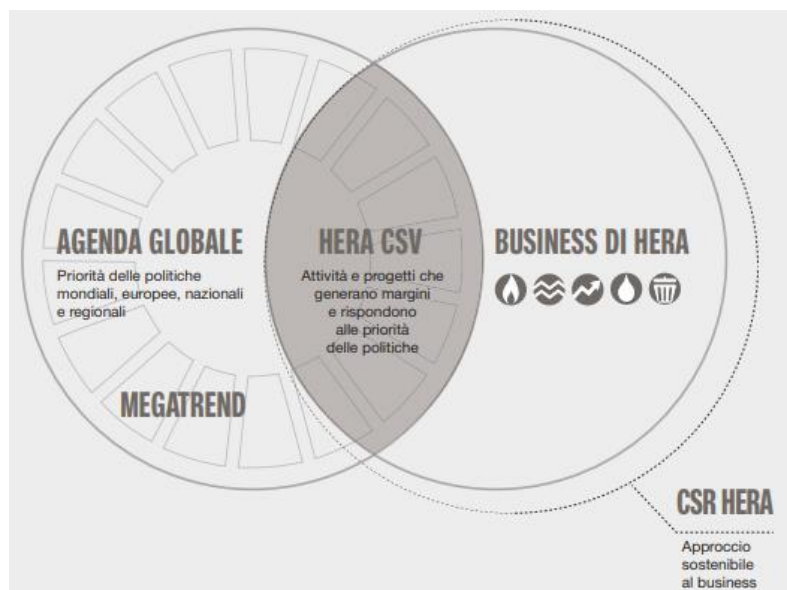 AGENDA GLOBALE
Priorità delle politiche
mondiali, europee, nazionali
e regionali
MEGATREND
HERA CSV
Attività e progetti che
generano margini
e rispondono
alle priorità
delle politiche
BUSINESS DI HERA
CSR HERA
Approccio
sostenibile
al business